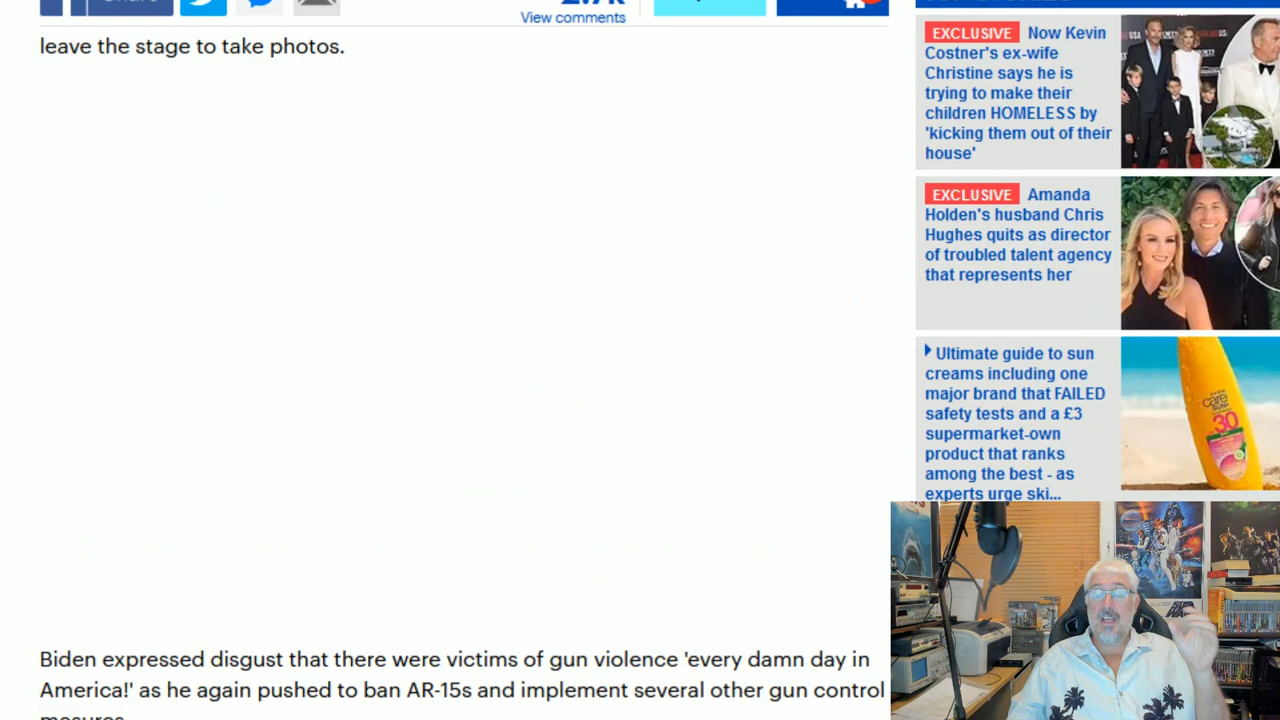 Share
View comments
leave the stage to take photos.
Biden expressed disgust that there were victims of gun violence 'every damn day in
America!' as he again pushed to ban AR-15s and implement several other gun control
EXCLUSIVE Now Kevin
Costner's ex-wife
Christine says he is
trying to make their
children HOMELESS by
'kicking them out of their
house'
EXCLUSIVE Amanda
Holden's husband Chris
Hughes quits as director
of troubled talent agency
that represents her
Ultimate guide to sun
creams including one
major brand that FAILED
safety tests and a £3
supermarket-own
product that ranks
among the best - as
experts urge ski...
care
30
STAR
WARS